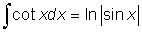 ∫cot xdx = ln|sin x|